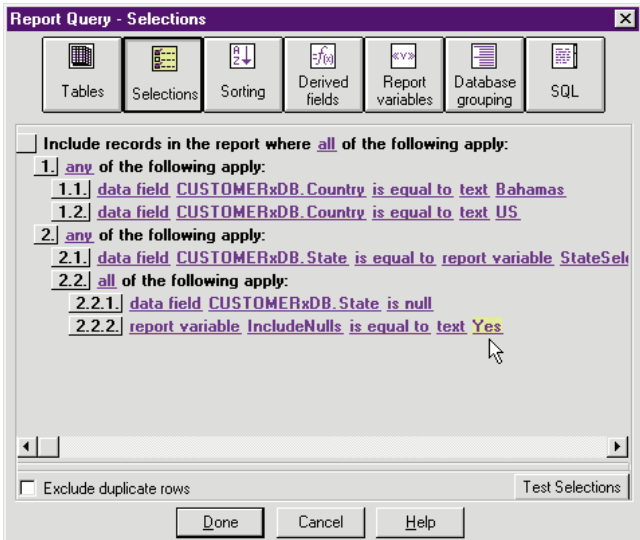 Report Query - Selections
Tables
Selections
A
Z
Sorting
f(x)
Derived
fields
«v»
Report
variables
Database
grouping
SQL
Include records in the report where all of the following apply:
1. any of the following apply:
1.1. data field CUSTOMERxDB.Country is equal to text Bahamas
1.2. data field CUSTOMERxDB.Country is equal to text US
2. any of the following apply:
2.1. data field CUSTOMERxDB.State is equal to report variable StateSele
2.2. all of the following apply:
2.2.1. data field CUSTOMERxDB.State is null
2.2.2. report variable IncludeNulls is equal to text Yes
Exclude duplicate rows
Test Selections
Done
Cancel
Help